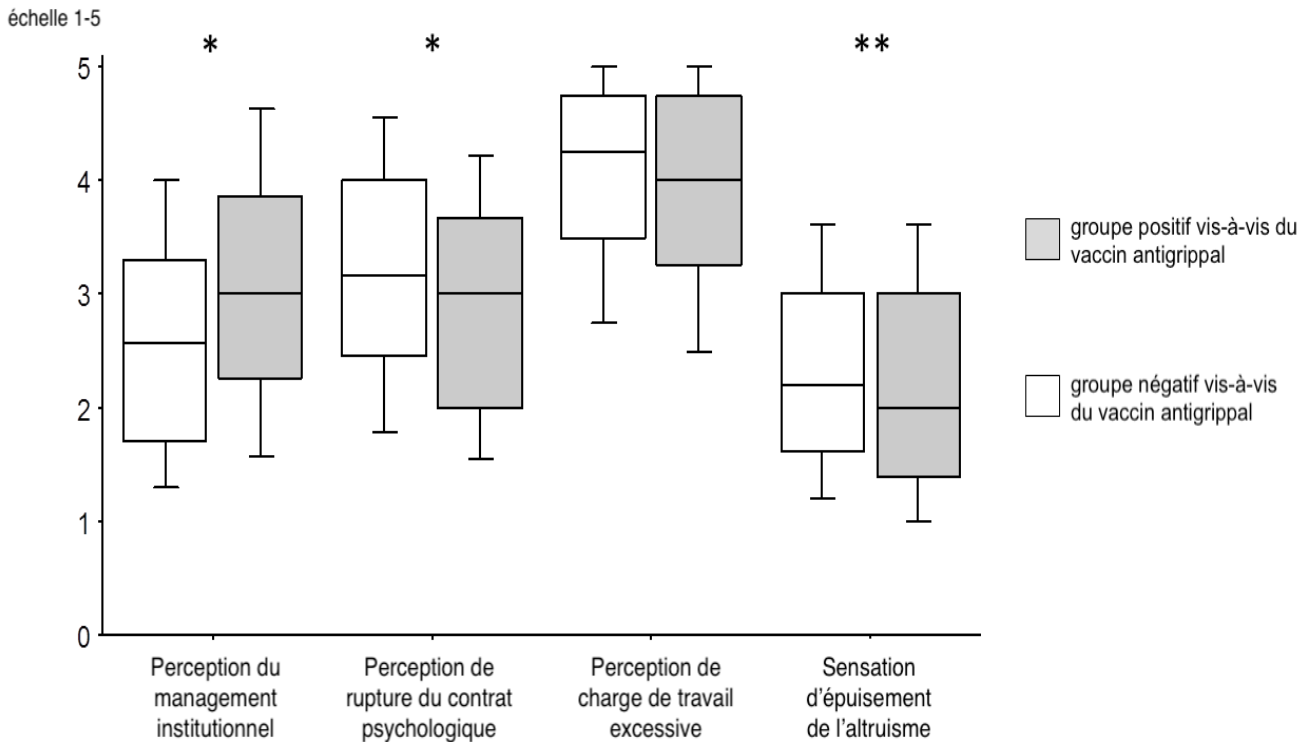 échelle 1-5
* * **
5
4
3
2
1
0
Perception du
management
institutionnel
Perception de
rupture du contrat
psychologique
Perception de
charge de travail
excessive
Sensation
d'épuisement
de l'altruisme
groupe positif vis-à-vis du
vaccin antigrippal
groupe négatif vis-à-vis
du vaccin antigrippal